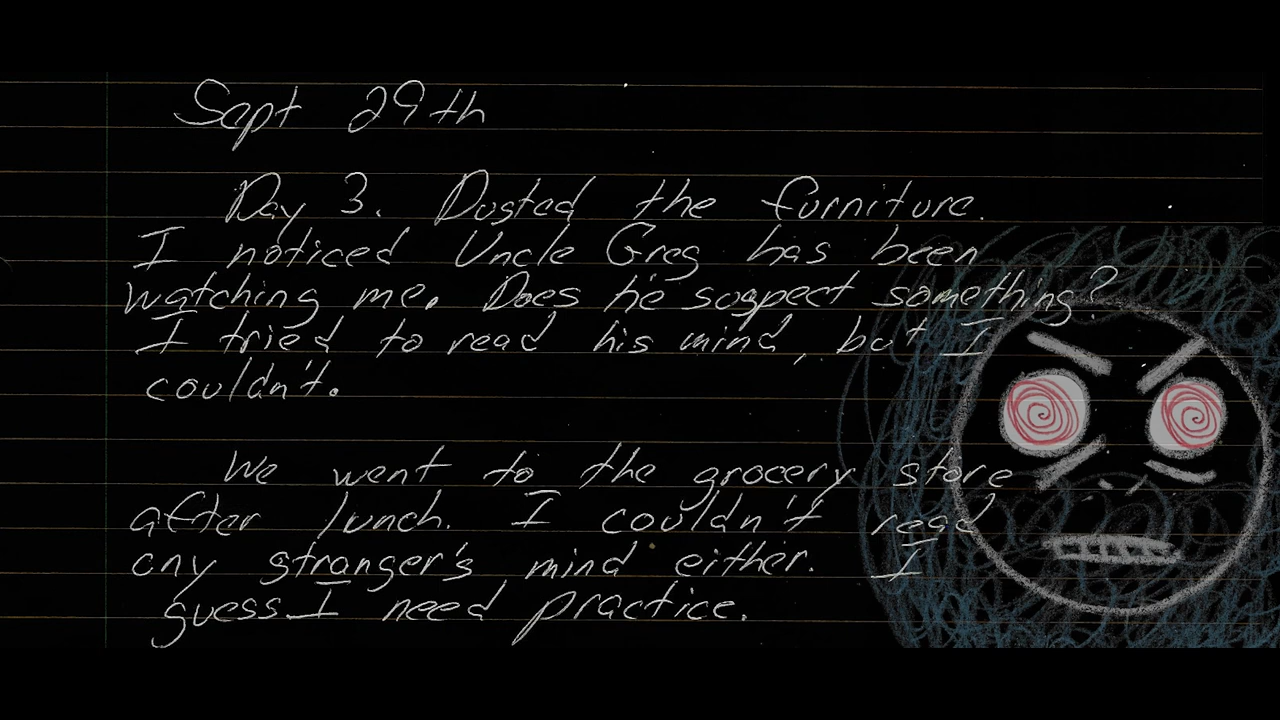 Sept 29th
Day 3. Dusted the furniture.
I noticed Uncle Greg has been
watching me. Does he suspect something?
I tried to read his mind, but I
couldn't.
We went to the grocery store
after lunch. I couldn't read
any stranger's mind either. I
guess I need practice.